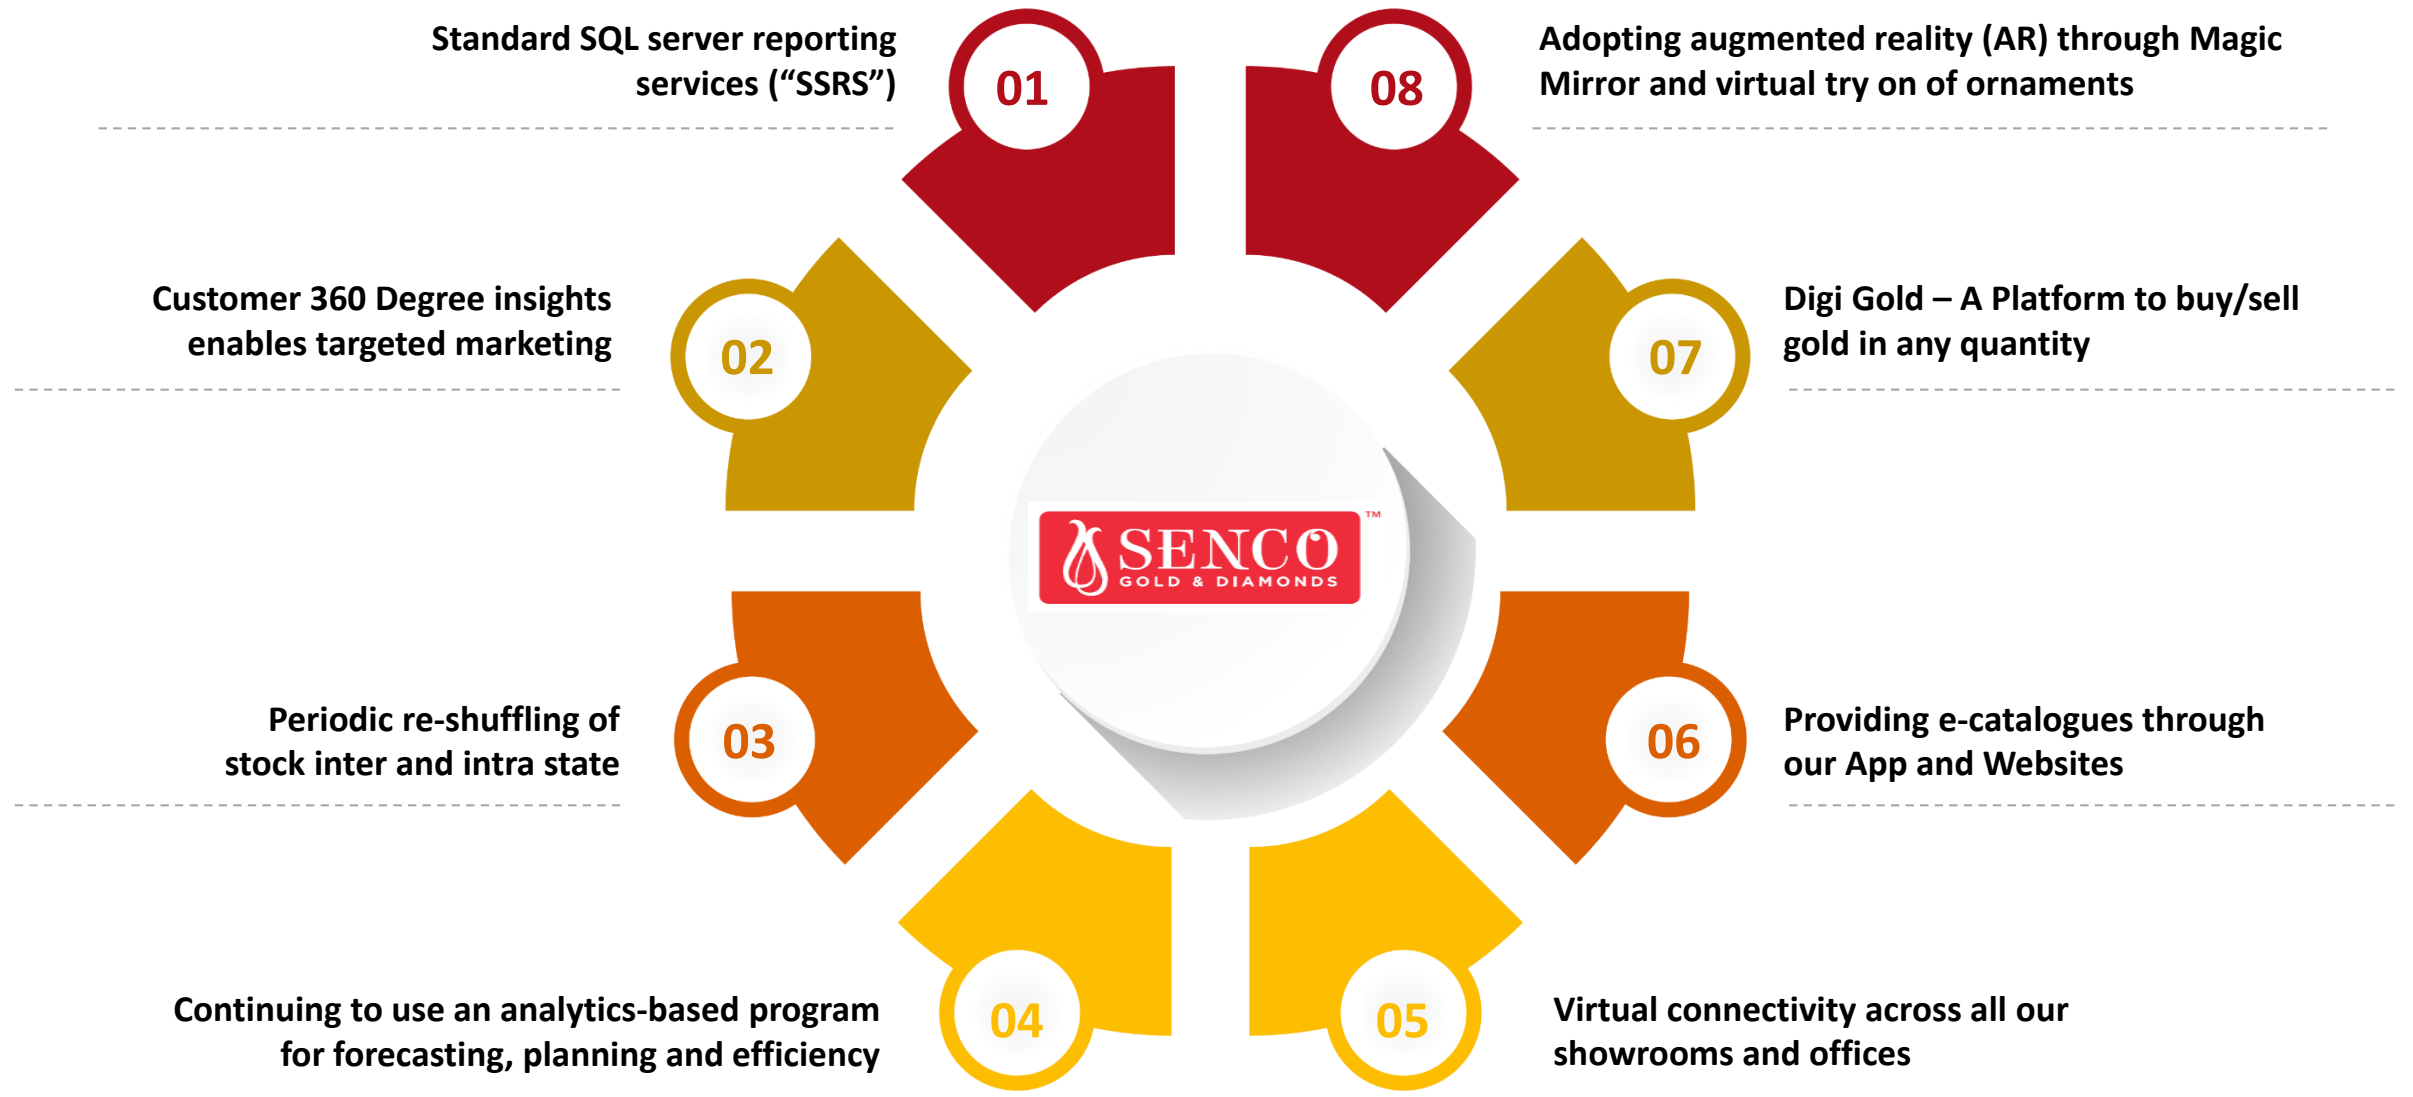 Standard SQL server reporting
services (“SSRS”)
01
08
Adopting augmented reality (AR) through Magic
Mirror and virtual try on of ornaments
Customer 360 Degree insights
enables targeted marketing
02
07
Digi Gold – A Platform to buy/sell
gold in any quantity
SENCO™
GOLD & DIAMONDS
Periodic re-shuffling of
stock inter and intra state
03
06
Providing e-catalogues through
our App and Websites
Continuing to use an analytics-based program
for forecasting, planning and efficiency
04
05
Virtual connectivity across all our
showrooms and offices